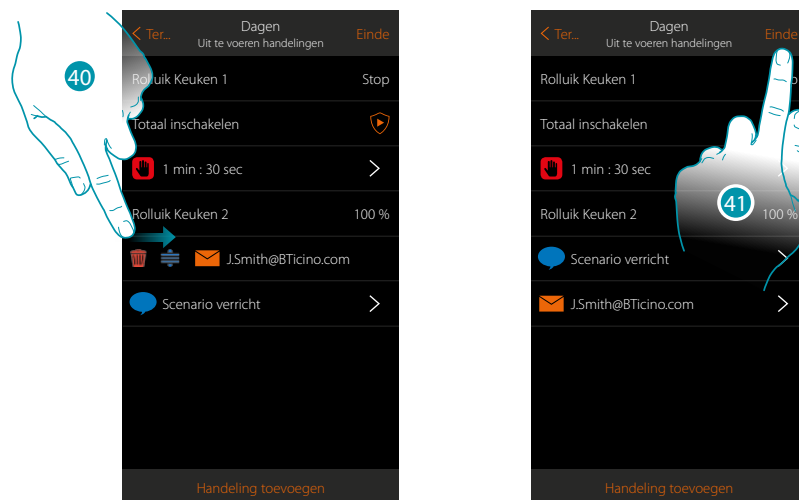 < Ter...
Dagen
Uit te voeren handelingen
Einde
40
Rolluik Keuken 1
Stop
Totaal inschakelen
1 min : 30 sec
Rolluik Keuken 2
100 %
J.Smith@BTicino.com
Scenario verricht
Handeling toevoegen
< Ter...
Dagen
Uit te voeren handelingen
Einde
Rolluik Keuken 1
Totaal inschakelen
1 min : 30 sec
41
Rolluik Keuken 2
100 %
Scenario verricht
J.Smith@BTicino.com
Handeling toevoegen